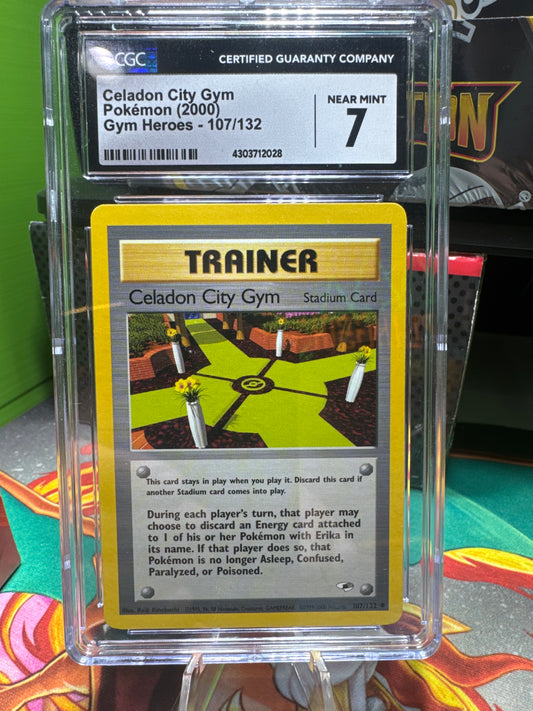 CGC
CERTIFIED GUARANTY COMPANY
Celadon City Gym
Pokémon (2000)
Gym Heroes - 107/132
NEAR MINT
7
4303712028
TRAINER
Celadon City Gym Stadium Card
This card stays in play when you play it. Discard this card if
another Stadium card comes into play.
During each player's turn, that player may
choose to discard an Energy card attached
to 1 of his or her Pokémon with Erika in
its name. If that player does so, that
Pokémon is no longer Asleep, Confused,
Paralyzed, or Poisoned.
107/132